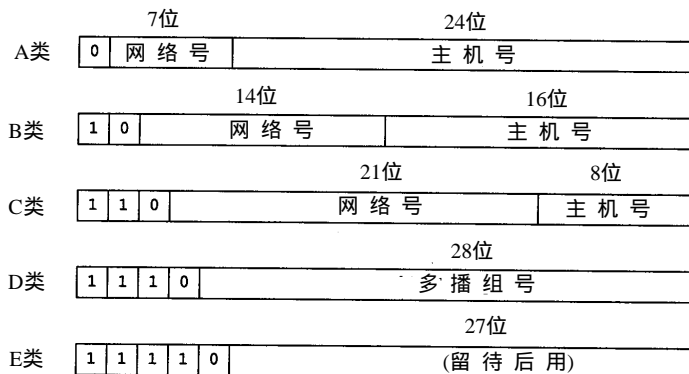 7位 24位
A类 0 网络号 主机号
14位 16位
B类 1 0 网络号 主机号
21位 8位
C类 1 1 0 网络号 主机号
28位
D类 1 1 1 0 多播组号
27位
E类 1 1 1 1 0 (留待后用)